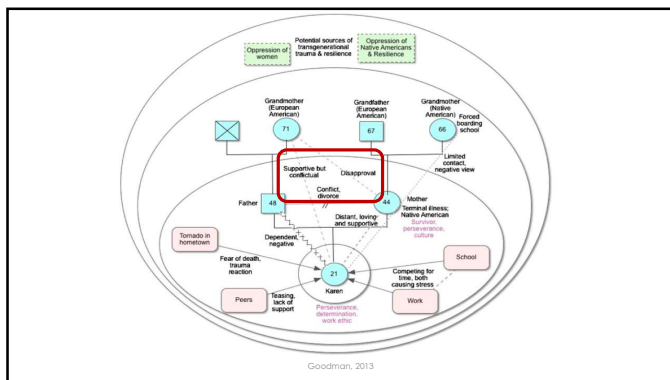 Potential sources of
transgenerational
trauma & resilience
Oppression of
women
Oppression of
Native Americans
& Resilience
Grandmother
(European
American)
Grandfather
(European
American)
Grandmother
(Native
American)
Forced
boarding
school
71
67
66
Limited
contact,
negative view
Supportive but
conflictual
Disapproval
Conflict,
divorce
Father
48
44
Mother
Terminal illness;
Native American
Survivor,
perseverance,
culture
Distant, loving
and supportive
Dependent,
negative
Tornado in
hometown
Fear of death,
trauma
reaction
21
Karen
School
Competing for
time, both
causing stress
Peers
Teasing,
lack of
support
Work
Perseverance,
determination,
work ethic
Goodman, 2013